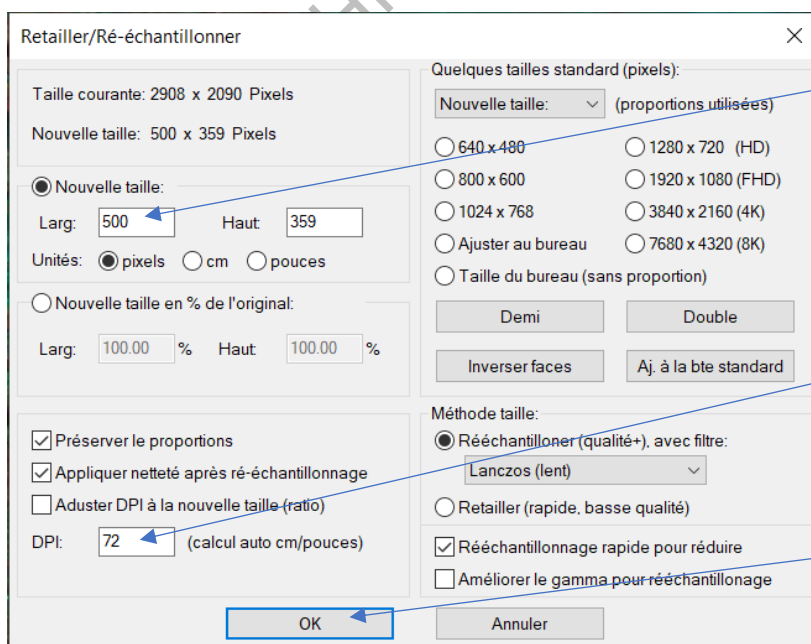 Retailler/Ré-échantillonner
Taille courante: 2908 x 2090 Pixels
Nouvelle taille: 500 x 359 Pixels
Nouvelle taille:
Larg: 500 Haut: 359
Unités: pixels cm pouces
Nouvelle taille en % de l'original:
Larg: 100.00 % Haut: 100.00 %
Préserver le proportions
Appliquer netteté après ré-échantillonnage
Aduster DPI à la nouvelle taille (ratio)
DPI: 72 (calcul auto cm/pouces)
Quelques tailles standard (pixels):
Nouvelle taille: (proportions utilisées)
640 x 480 1280 x 720 (HD)
800 x 600 1920 x 1080 (FHD)
1024 x 768 3840 x 2160 (4K)
Ajuster au bureau 7680 x 4320 (8K)
Taille du bureau (sans proportion)
Demi Double
Inverser faces Aj. à la bte standard
Méthode taille:
Rééchantilloner (qualité+), avec filtre:
Lanczos (lent)
Retailler (rapide, basse qualité)
Rééchantillonnage rapide pour réduire
Améliorer le gamma pour rééchantillonage
OK Annuler